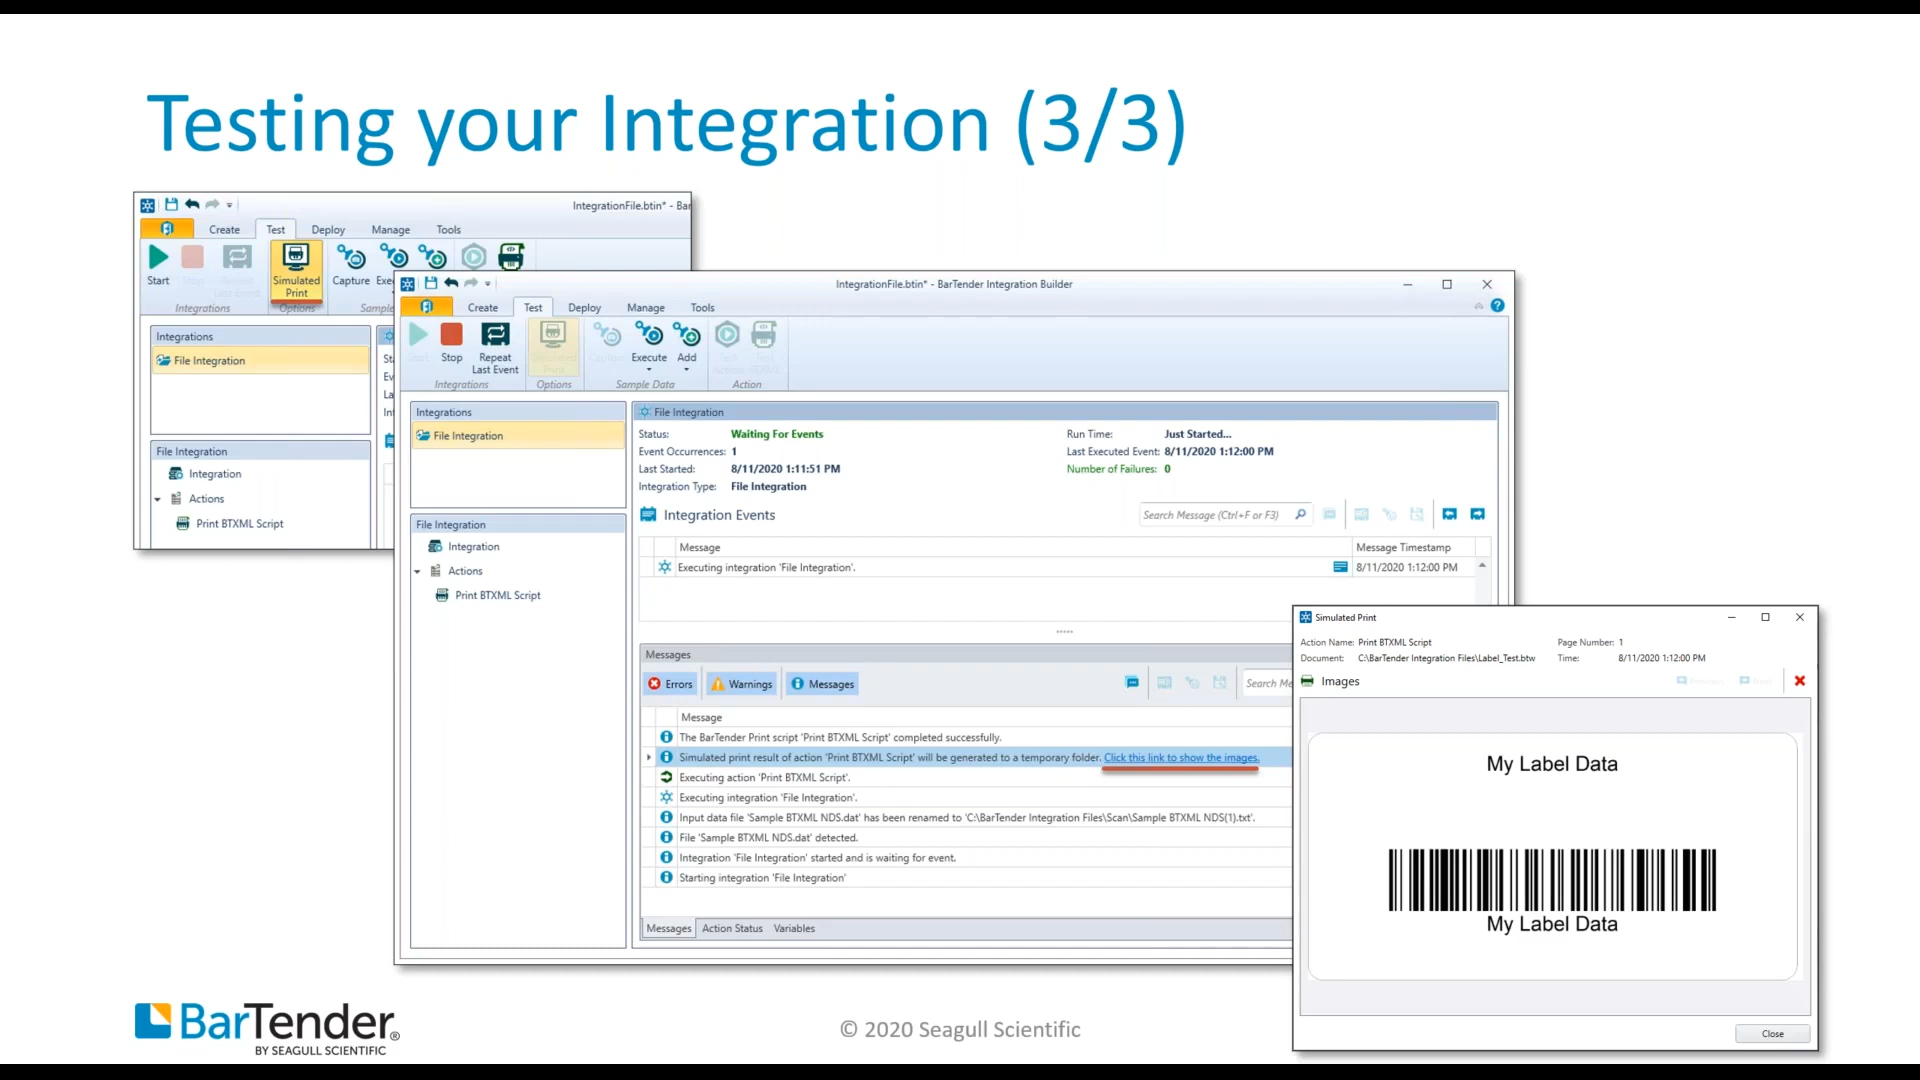 Testing your Integration (3/3)
IntegrationFile.btin* - Bar
Create Test Deploy Manage Tools
Start
Simulated Print
Capture Exe
Integrations
Options
Sample
Integrations
File Integration
File Integration
Integration
Actions
Print BTXML Script
IntegrationFile.btin* - BarTender Integration Builder
Create Test Deploy Manage Tools
Stop
Repeat Last Event
Execute
Add
Integrations
Options
Sample Data
Action
Integrations
File Integration
File Integration
Integration
Actions
Print BTXML Script
File Integration
Status: Waiting For Events
Event Occurrences: 1
Last Started: 8/11/2020 1:11:51 PM
Integration Type: File Integration
Run Time: Just Started...
Last Executed Event: 8/11/2020 1:12:00 PM
Number of Failures: 0
Integration Events
Search Message (Ctrl+F or F3)
Message
Message Timestamp
Executing integration 'File Integration'.
8/11/2020 1:12:00 PM
Messages
Errors
Warnings
Messages
Search Me
Message
The BarTender Print script 'Print BTXML Script' completed successfully.
Simulated print result of action 'Print BTXML Script' will be generated to a temporary folder. Click this link to show the images.
Executing action 'Print BTXML Script'.
Executing integration 'File Integration'.
Input data file 'Sample BTXML NDS.dat' has been renamed to 'C:\BarTender Integration Files\Scan\Sample BTXML NDS(1).txt'.
File 'Sample BTXML NDS.dat' detected.
Integration 'File Integration' started and is waiting for event.
Starting integration 'File Integration'
Messages Action Status Variables
Simulated Print
Action Name: Print BTXML Script
Page Number: 1
Document: C:\BarTender Integration Files\Label_Test.btw
Time: 8/11/2020 1:12:00 PM
Images
My Label Data
My Label Data
Close
BarTender®
BY SEAGULL SCIENTIFIC
© 2020 Seagull Scientific